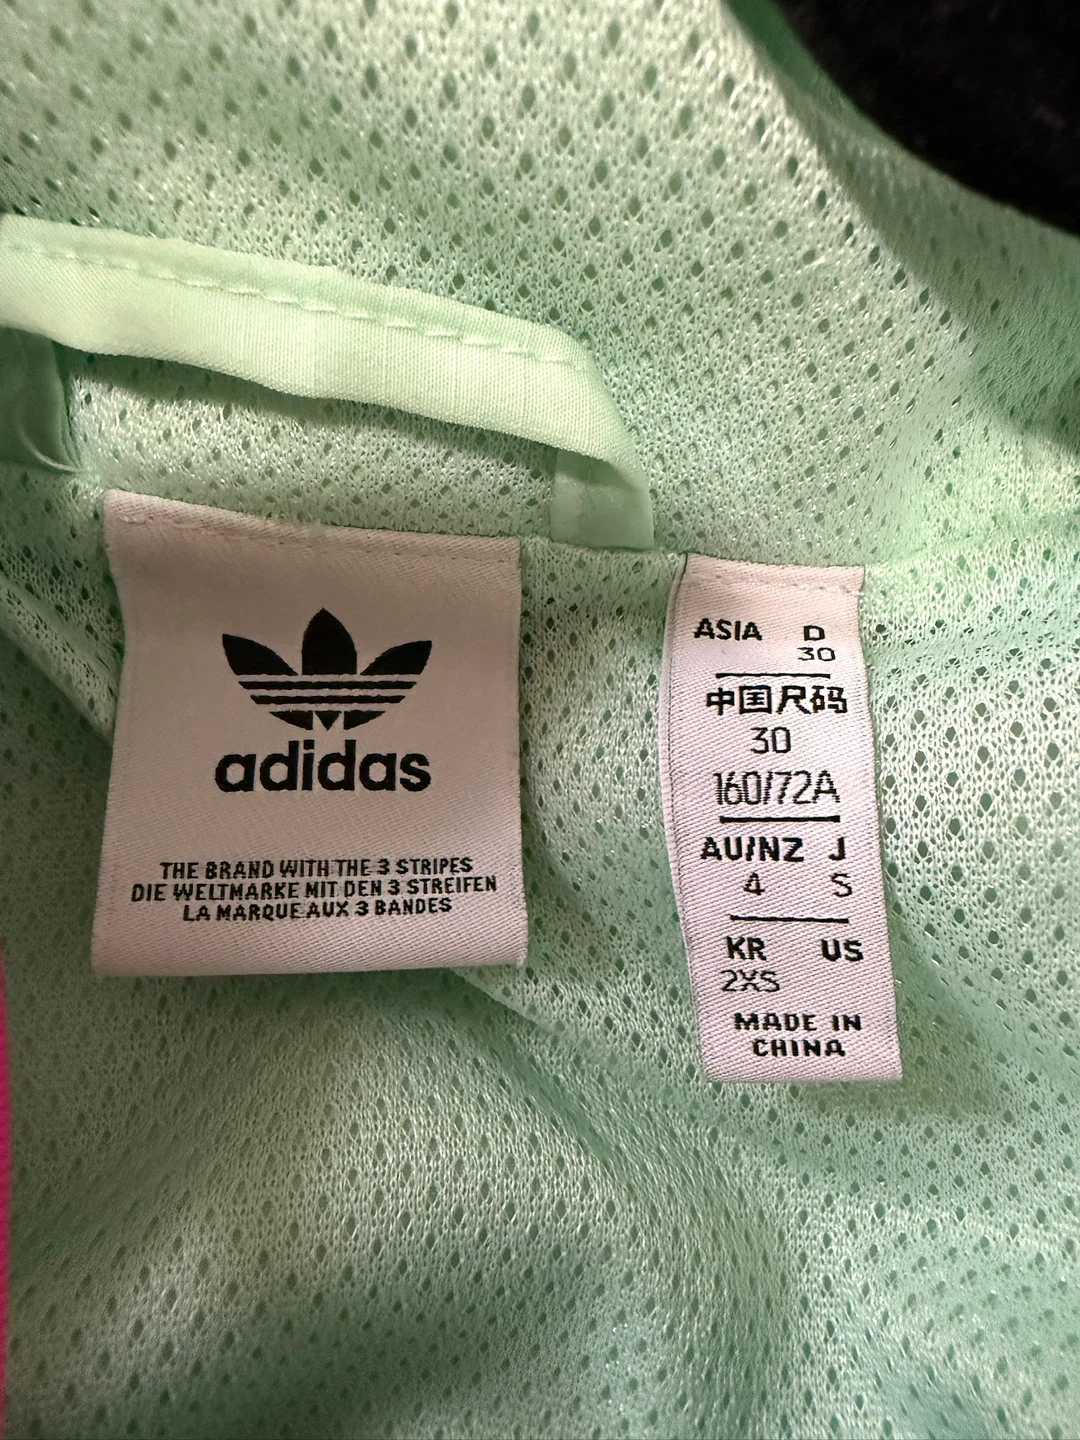 adidas
THE BRAND WITH THE 3 STRIPES
DIE WELTMARKE MIT DEN 3 STREIFEN
LA MARQUE AUX 3 BANDES
ASIA D
30
中国尺码
30
160/72A
AU/NZ J
4 S
KR US
2XS
MADE IN
CHINA